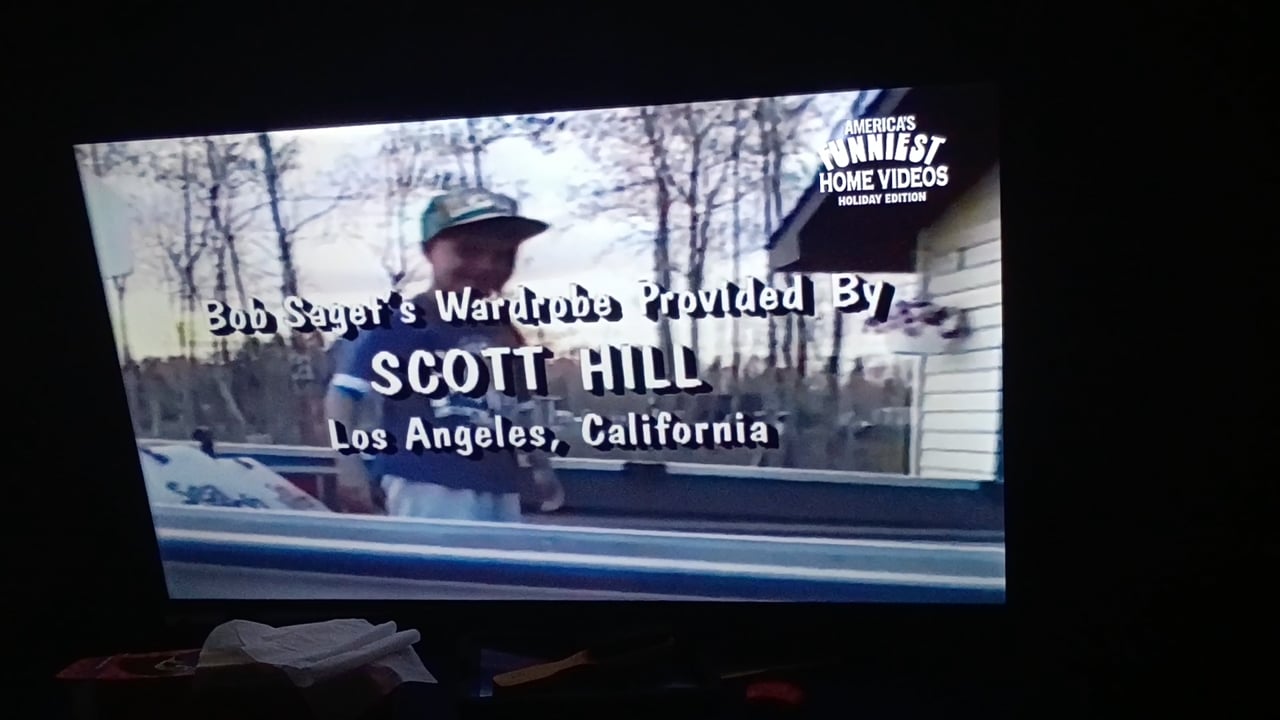 AMERICA'S
FUNNIEST
HOME VIDEOS
HOLIDAY EDITION
Bob Saget's Wardrobe Provided By
SCOTT HILL
Los Angeles, California